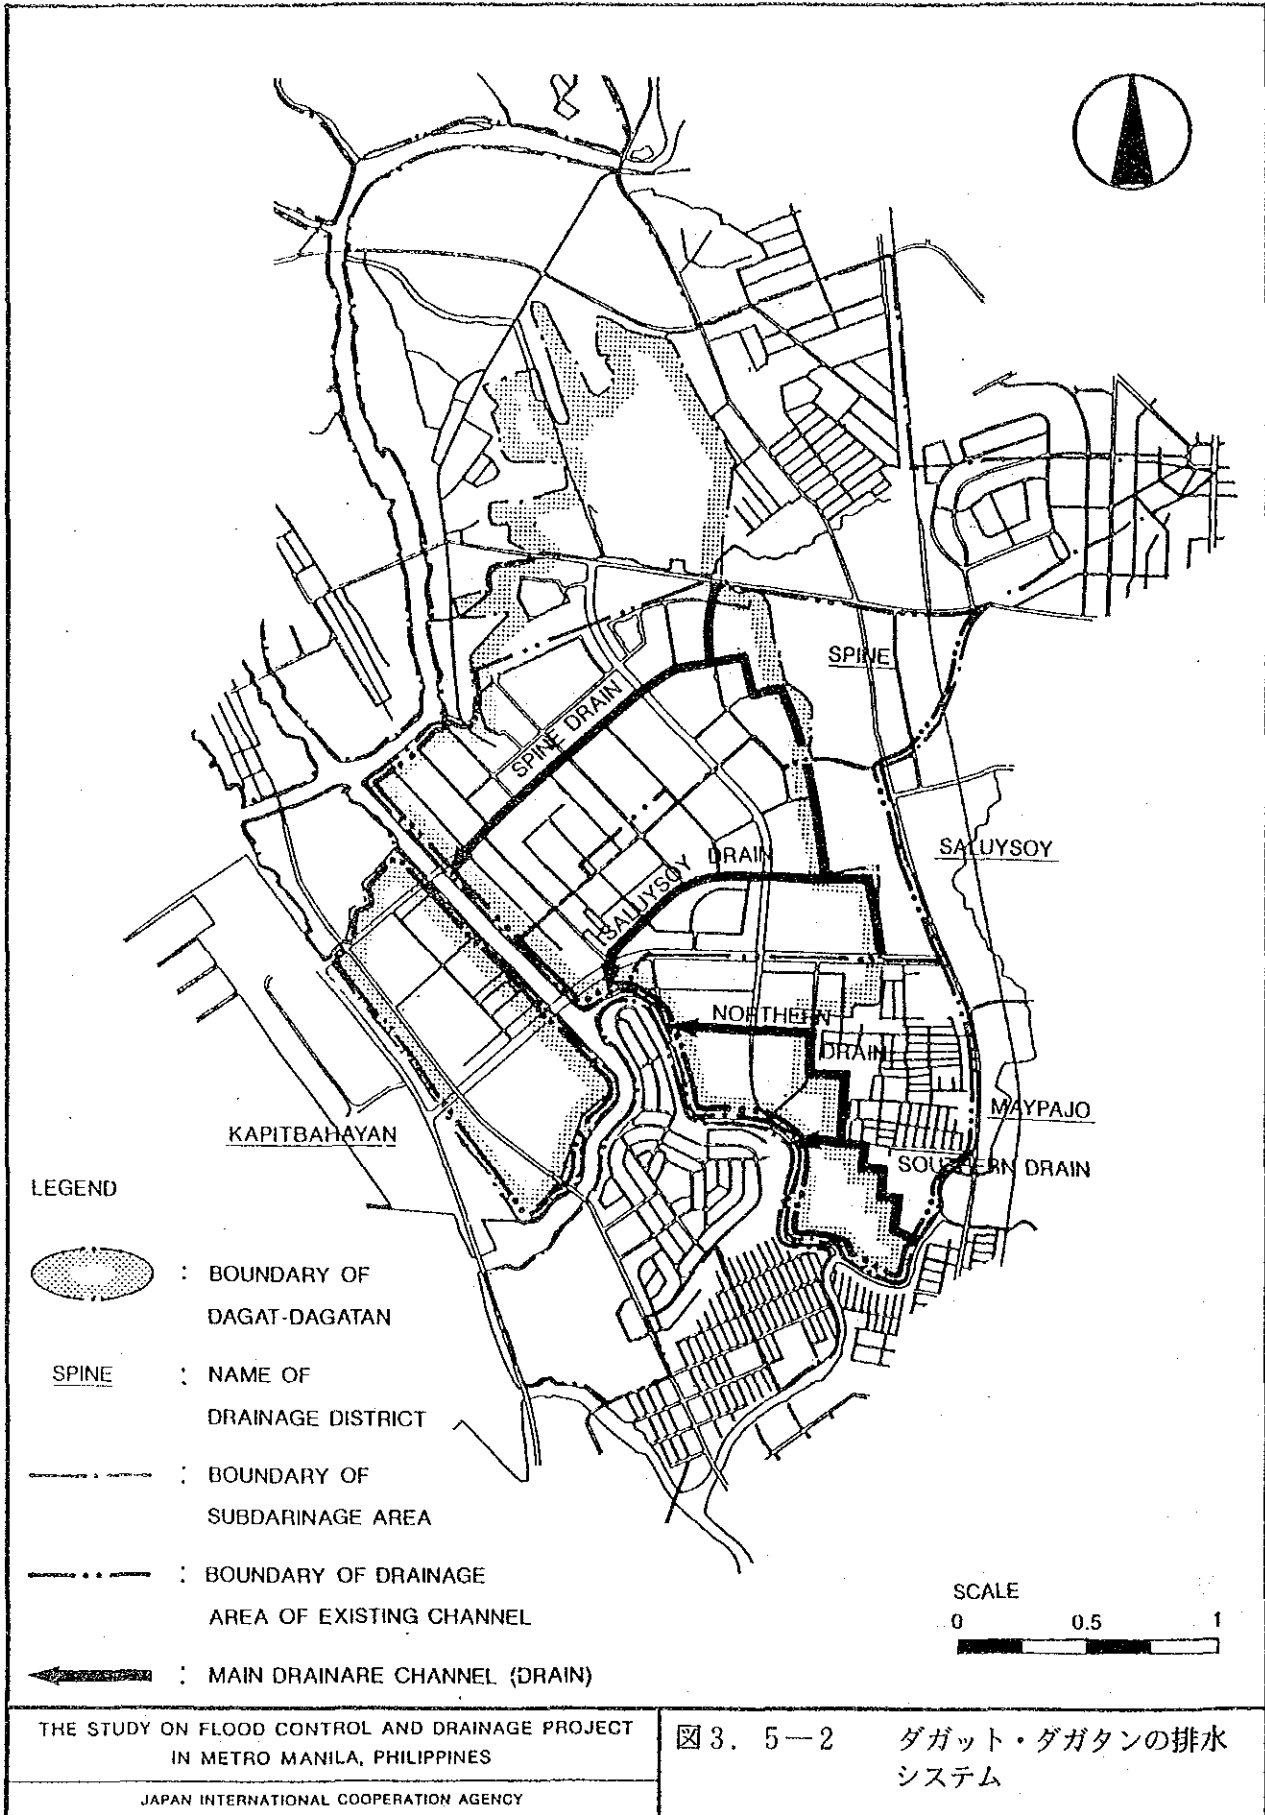 SPINE
SPINE DRAIN
SALUYSOY
SALUYSOY DRAIN
NORTHERN
DRAIN
MAYPAJO
KAPITBAHAYAN
SOUTHERN DRAIN
LEGEND
: BOUNDARY OF
DAGAT-DAGATAN
SPINE : NAME OF
DRAINAGE DISTRICT
: BOUNDARY OF
SUBDARINAGE AREA
: BOUNDARY OF DRAINAGE
AREA OF EXISTING CHANNEL
: MAIN DRAINARE CHANNEL (DRAIN)
SCALE
0 0.5 1
THE STUDY ON FLOOD CONTROL AND DRAINAGE PROJECT
IN METRO MANILA, PHILIPPINES
JAPAN INTERNATIONAL COOPERATION AGENCY
図3．5－2 ダガット・ダガタンの排水
システム